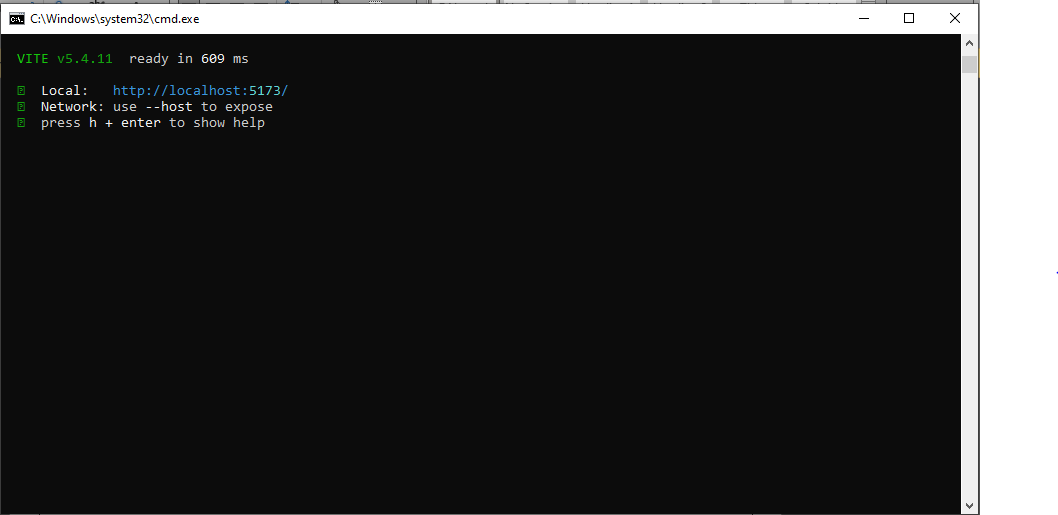 C:\Windows\system32\cmd.exe
VITE v5.4.11  ready in 609 ms
Local:   http://localhost:5173/
Network: use --host to expose
press h + enter to show help